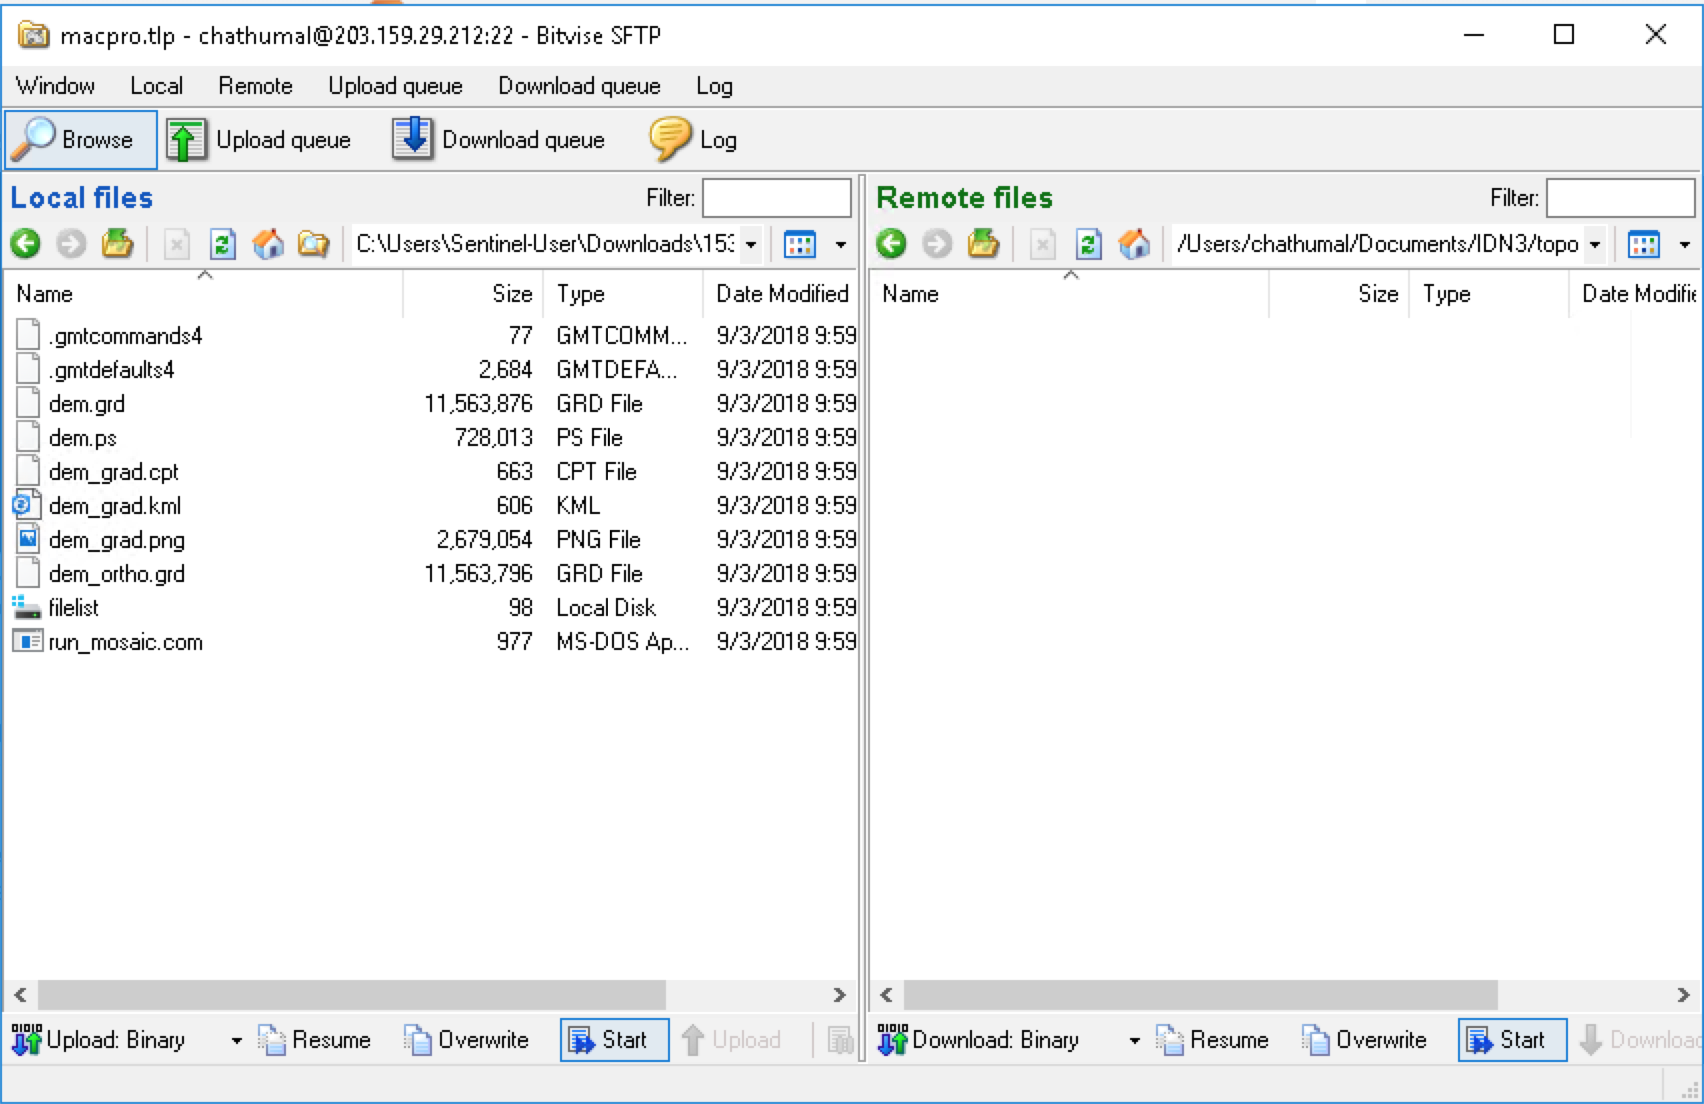 macpro.tlp - chathumal@203.159.29.212:22 - Bitvise SFTP
Window Local Remote Upload queue Download queue Log
Browse Upload queue Download queue Log
Local files Filter:
C:\Users\Sentinel-User\Downloads\153
Name Size Type Date Modified
.gmtcommands4 77 GMTCOMM... 9/3/2018 9:59
.gmtdefaults4 2,684 GMTDEFA... 9/3/2018 9:59
dem.grd 11,563,876 GRD File 9/3/2018 9:59
dem.ps 728,013 PS File 9/3/2018 9:59
dem_grad.cpt 663 CPT File 9/3/2018 9:59
dem_grad.kml 606 KML 9/3/2018 9:59
dem_grad.png 2,679,054 PNG File 9/3/2018 9:59
dem_ortho.grd 11,563,796 GRD File 9/3/2018 9:59
filelist 98 Local Disk 9/3/2018 9:59
run_mosaic.com 977 MS-DOS Ap... 9/3/2018 9:59
Upload: Binary Resume Overwrite Start Upload
Remote files Filter:
/Users/chathumal/Documents/IDN3/topo
Name Size Type Date Modifie
Download: Binary Resume Overwrite Start Download